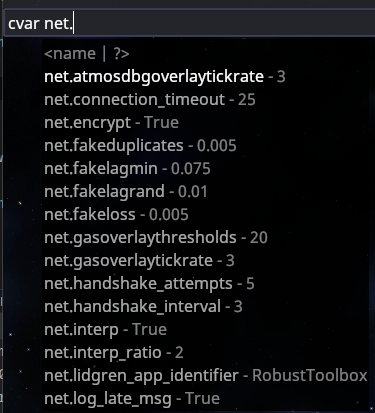 cvar net.
<name | ?>
net.atmosdbgoverlaytickrate - 3
net.connection_timeout - 25
net.encrypt - True
net.fakeduplicates - 0.005
net.fakelagmin - 0.075
net.fakelagrand - 0.01
net.fakeloss - 0.005
net.gasoverlaythresholds - 20
net.gasoverlaytickrate - 3
net.handshake_attempts - 5
net.handshake_interval - 3
net.interp - True
net.interp_ratio - 2
net.lidgren_app_identifier - RobustToolbox
net.log_late_msg - True